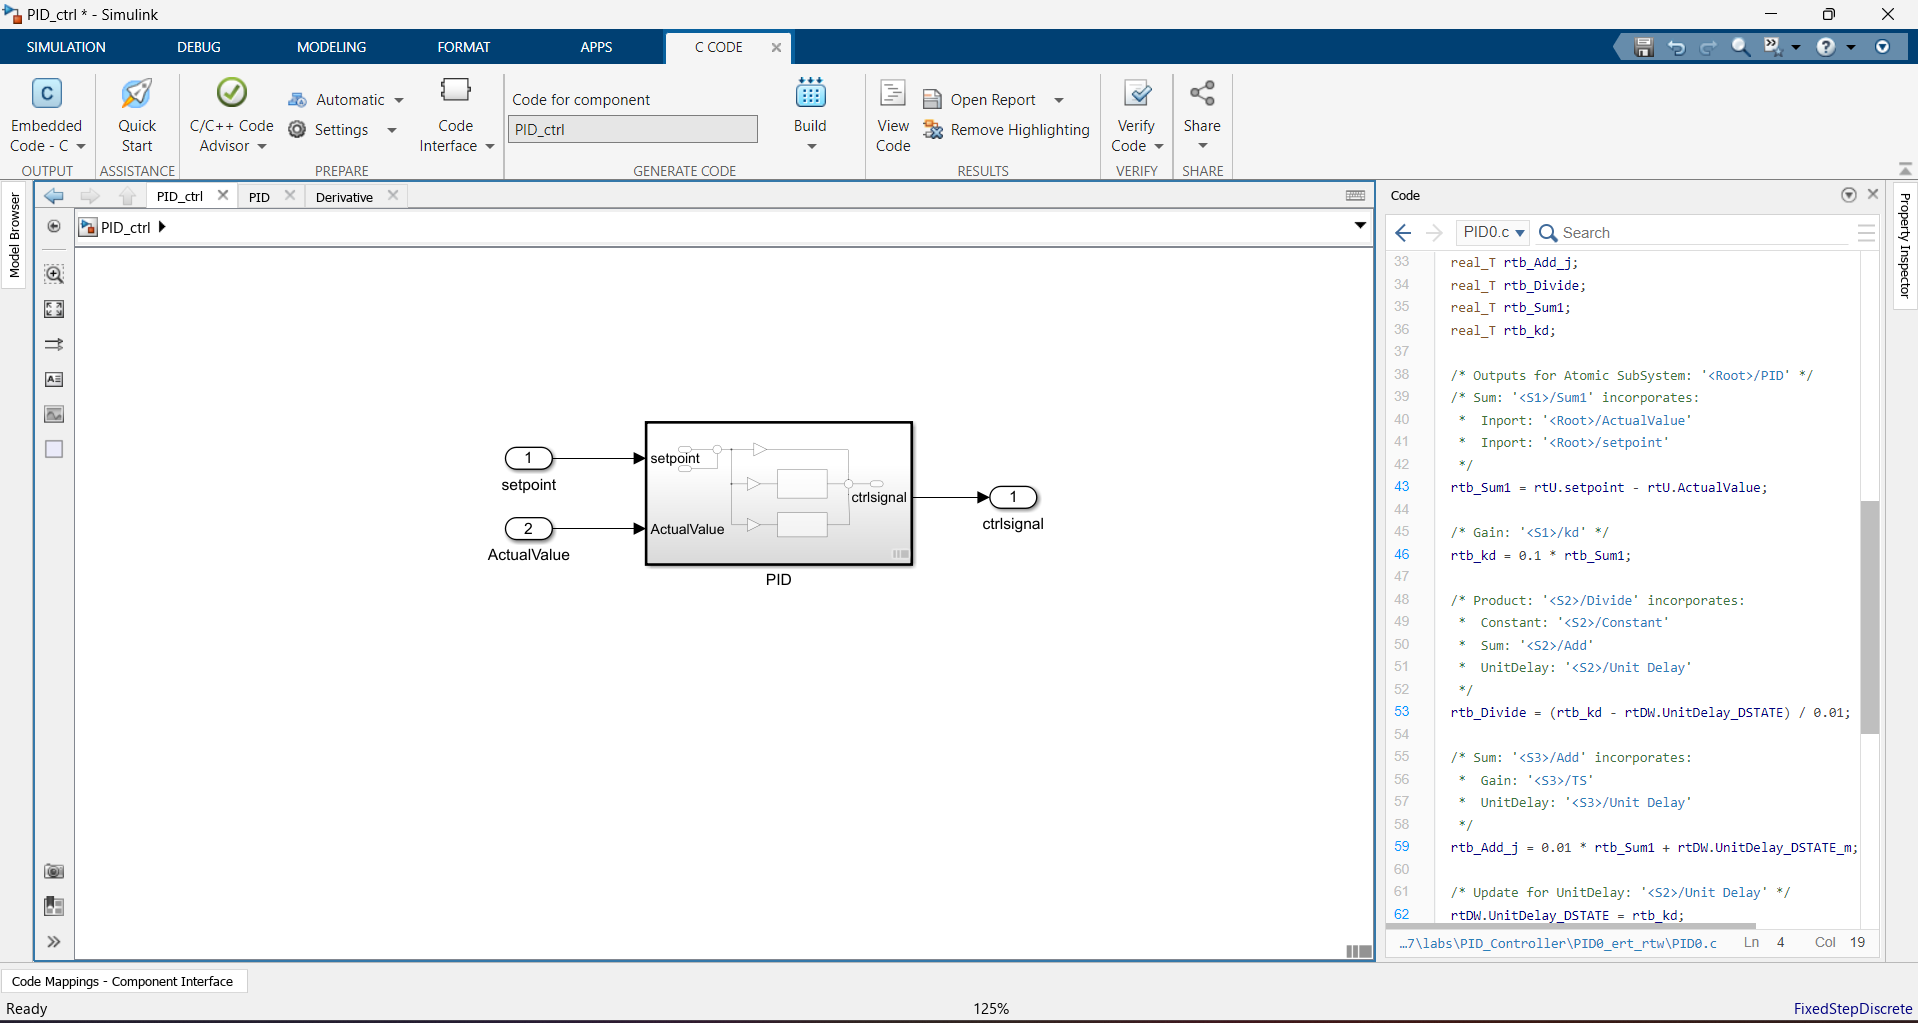 PID_ctrl * - Simulink
SIMULATION DEBUG MODELING FORMAT APPS C CODE
C
Embedded
Code - C
OUTPUT
Quick
Start
ASSISTANCE
C/C++ Code
Advisor
Automatic
Settings
Code
Interface
PREPARE
Code for component
PID_ctrl
Build
GENERATE CODE
View
Code
Open Report
Remove Highlighting
RESULTS
Verify
Code
VERIFY
Share
SHARE
Model Browser
PID_ctrl PID Derivative
PID_ctrl
1
setpoint
2
ActualValue
setpoint
ActualValue
ctrlsignal
PID
1
ctrlsignal
Code
PID0.c Search
33 real_T rtb_Add_j;
34 real_T rtb_Divide;
35 real_T rtb_Sum1;
36 real_T rtb_kd;
37
38 /* Outputs for Atomic SubSystem: '<Root>/PID' */
39 /* Sum: '<S1>/Sum1' incorporates:
40 *  Inport: '<Root>/ActualValue'
41 *  Inport: '<Root>/setpoint'
42 */
43 rtb_Sum1 = rtU.setpoint - rtU.ActualValue;
44
45 /* Gain: '<S1>/kd' */
46 rtb_kd = 0.1 * rtb_Sum1;
47
48 /* Product: '<S2>/Divide' incorporates:
49 *  Constant: '<S2>/Constant'
50 *  Sum: '<S2>/Add'
51 *  UnitDelay: '<S2>/Unit Delay'
52 */
53 rtb_Divide = (rtb_kd - rtDW.UnitDelay_DSTATE) / 0.01;
54
55 /* Sum: '<S3>/Add' incorporates:
56 *  Gain: '<S3>/TS'
57 *  UnitDelay: '<S3>/Unit Delay'
58 */
59 rtb_Add_j = 0.01 * rtb_Sum1 + rtDW.UnitDelay_DSTATE_m;
60
61 /* Update for UnitDelay: '<S2>/Unit Delay' */
62 rtDW.UnitDelay_DSTATE = rtb_kd;
...7\labs\PID_Controller\PID0_ert_rtw\PID0.c Ln 4 Col 19
Property Inspector
Code Mappings - Component Interface
Ready 125% FixedStepDiscrete